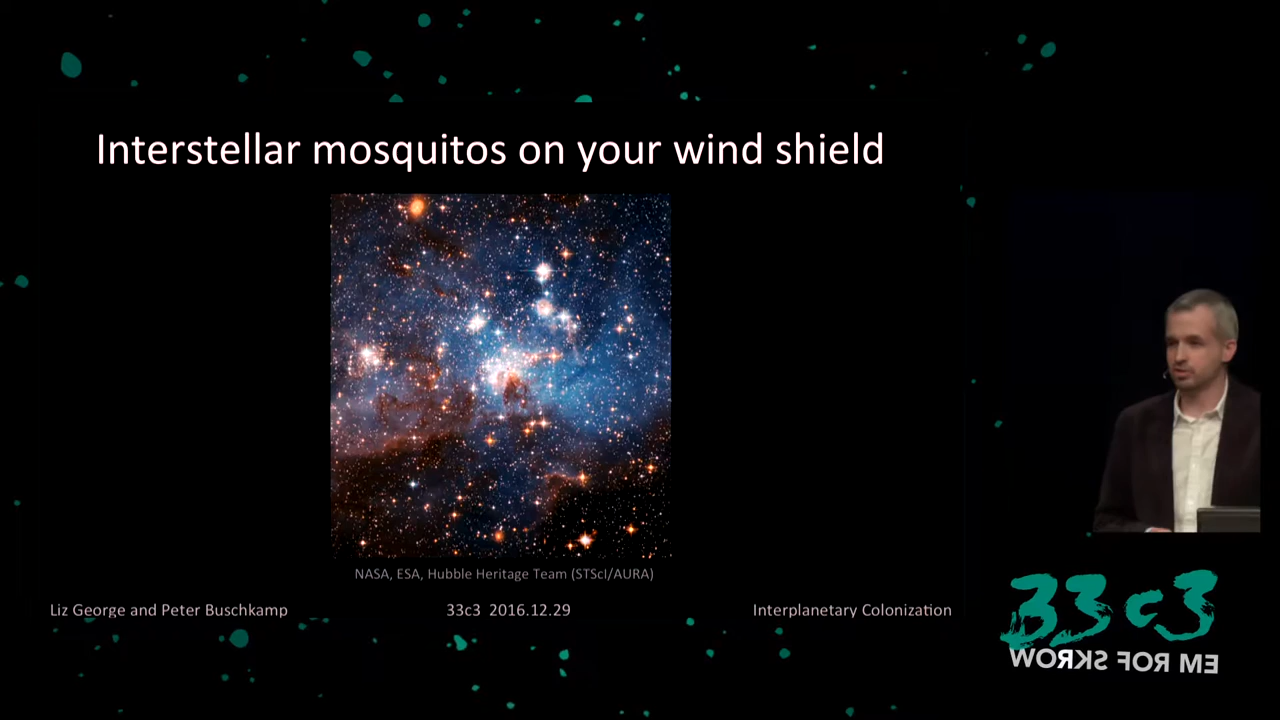 Interstellar mosquitos on your wind shield
NASA, ESA, Hubble Heritage Team (STScI/AURA)
Liz George and Peter Buschkamp
33c3 2016.12.29
Interplanetary Colonization
33c3
WORKS FOR ME